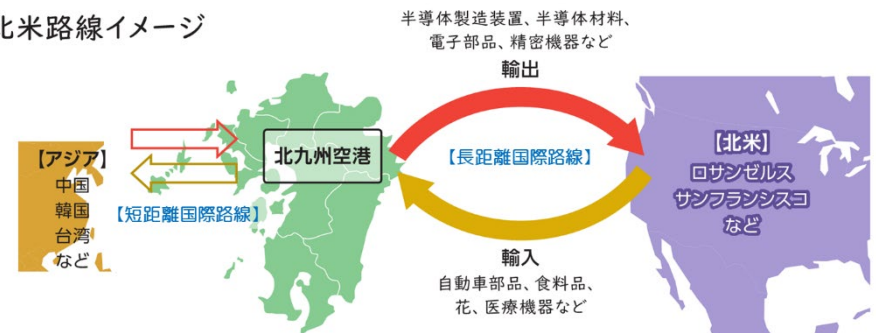 北米路線イメージ
半導体製造装置、半導体材料、
電子部品、精密機器など
輸出
【アジア】
中国
韓国
台湾
など
【短距離国際路線】
北九州空港
【長距離国際路線】
【北米】
ロサンゼルス
サンフランシスコ
など
輸入
自動車部品、食料品、
花、医療機器など